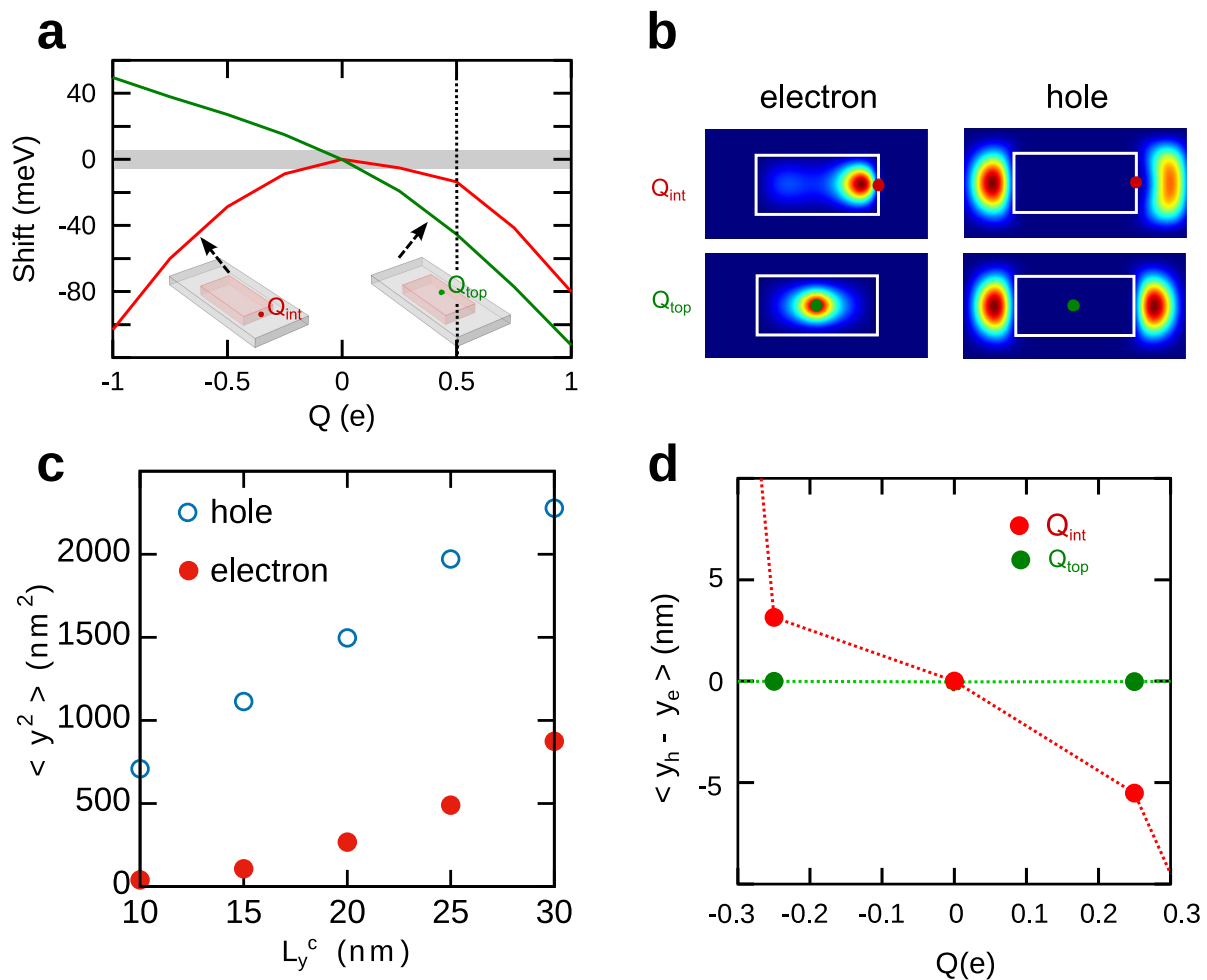 a
Shift (meV)
40
0
-40
-80
-1
-0.5
0
0.5
1
Q (e)
Q_int
Q_top
b
electron
hole
Q_int
Q_top
c
< y² > (nm²)
hole
electron
2000
1500
1000
500
0
10
15
20
25
30
L_y^c (nm)
d
< y_h - y_e > (nm)
Q_int
Q_top
5
0
-5
-0.3
-0.2
-0.1
0
0.1
0.2
0.3
Q(e)